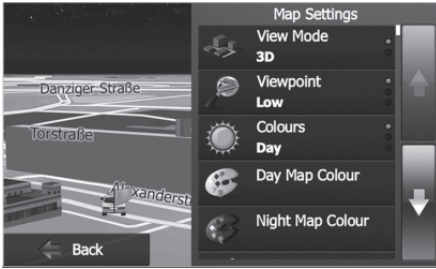 Map Settings
View Mode
3D
Viewpoint
Low
Colours
Day
Day Map Colour
Night Map Colour
Danziger Straße
Torstraße
Alexanderst
Back